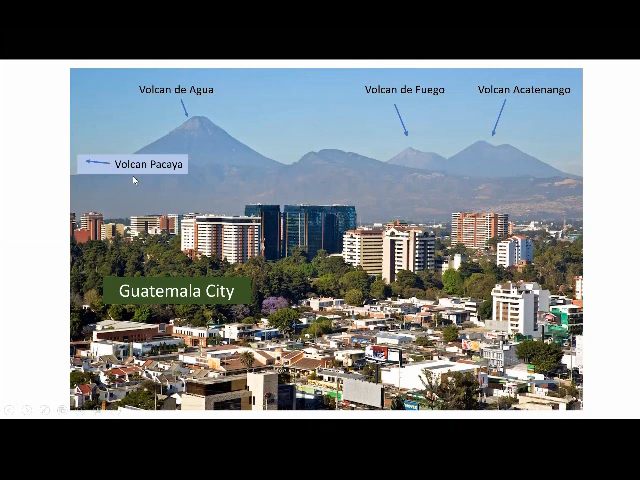 Volcan de Agua
Volcan de Fuego
Volcan Acatenango
Volcan Pacaya
Guatemala City